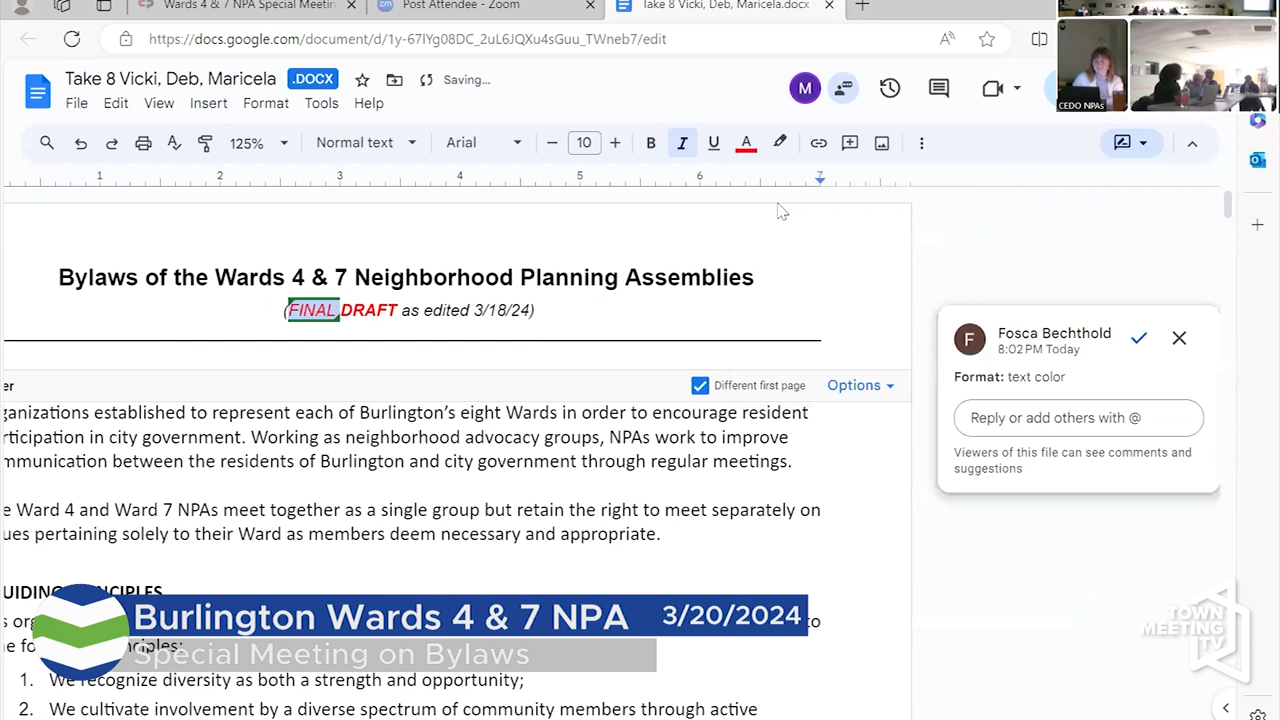 Wards 4 & 7 NPA Special Meetin
Post Attendee - Zoom
Take 8 Vicki, Deb, Maricela.docx
https://docs.google.com/document/d/1y-67lYg08DC_2uL6JQXu4sGuu_TWneb7/edit
Take 8 Vicki, Deb, Maricela
.DOCX
Saving...
M
File Edit View Insert Format Tools Help
CEDO NPAs
125%
Normal text
Arial
10
B I U A
1 2 3 4 5 6 7
Bylaws of the Wards 4 & 7 Neighborhood Planning Assemblies
(FINAL DRAFT as edited 3/18/24)
er
Different first page
Options
ganizations established to represent each of Burlington's eight Wards in order to encourage resident
rticipation in city government. Working as neighborhood advocacy groups, NPAs work to improve
mmunication between the residents of Burlington and city government through regular meetings.
e Ward 4 and Ward 7 NPAs meet together as a single group but retain the right to meet separately on
ues pertaining solely to their Ward as members deem necessary and appropriate.
F
Fosca Bechthold
8:02 PM Today
Format: text color
Reply or add others with @
Viewers of this file can see comments and
suggestions
Burlington Wards 4 & 7 NPA 3/20/2024
Special Meeting on Bylaws
to
1. We recognize diversity as both a strength and opportunity;
2. We cultivate involvement by a diverse spectrum of community members through active
TOWN
MEETING
TV